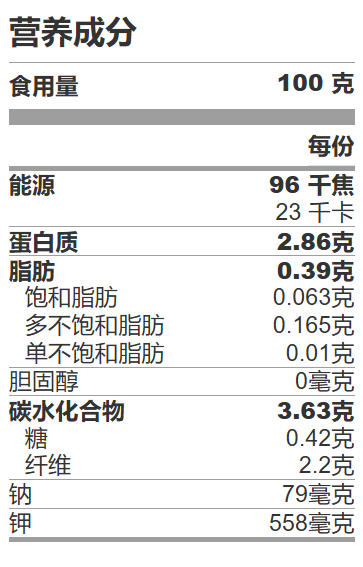 营养成分
食用量 100 克
每份
能源 96 千焦
23 千卡
蛋白质 2.86克
脂肪 0.39克
饱和脂肪 0.063克
多不饱和脂肪 0.165克
单不饱和脂肪 0.01克
胆固醇 0毫克
碳水化合物 3.63克
糖 0.42克
纤维 2.2克
钠 79毫克
钾 558毫克